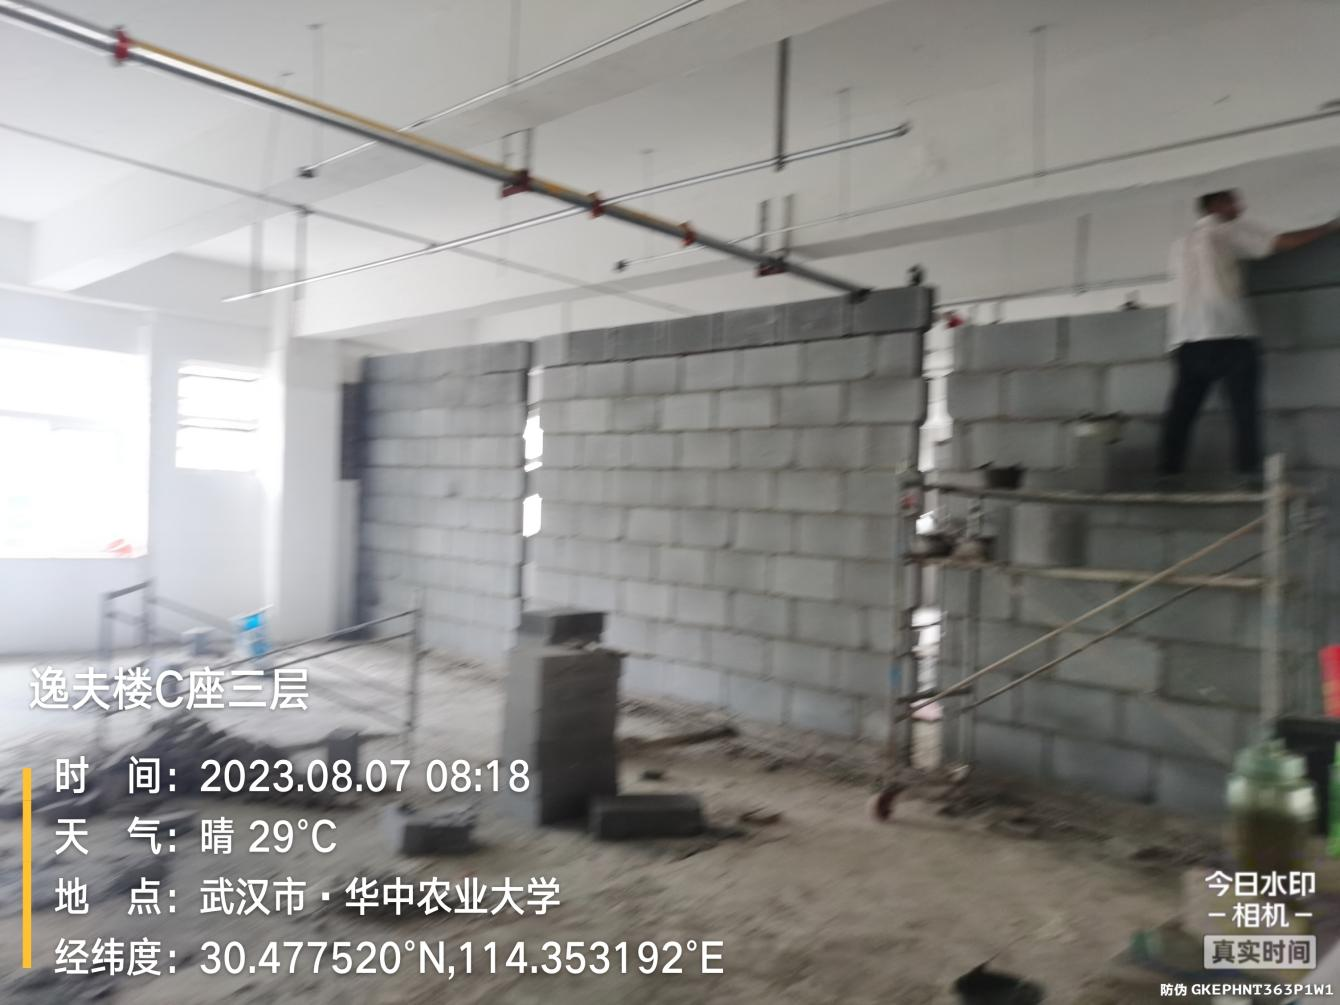 逸夫楼C座三层
时 间：2023.08.07 08:18
天 气：晴 29°C
地 点：武汉市·华中农业大学
经纬度：30.477520°N,114.353192°E
今日水印
-相机-
真实时间
防伪 GKEPHNT363P1W1